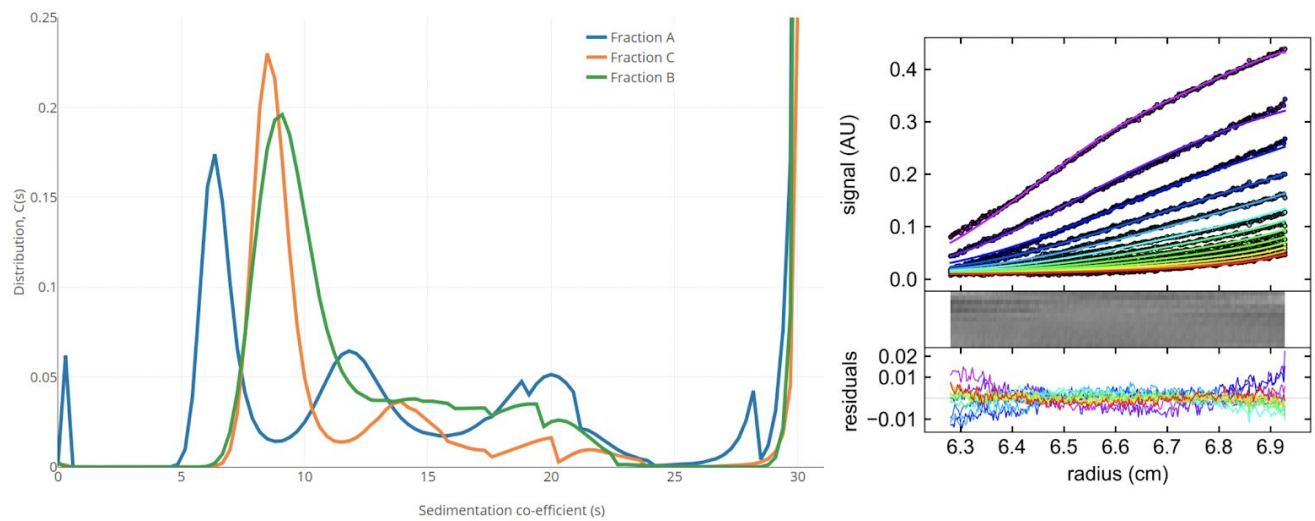 0.25
0.2
0.15
0.1
0.05
0
Distribution, C(s)
Fraction A
Fraction C
Fraction B
0 5 10 15 20 25 30
Sedimentation co-efficient (s)
0.4
0.3
0.2
0.1
0.0
signal (AU)
0.02
0.01
−0.01
residuals
6.3 6.4 6.5 6.6 6.7 6.8 6.9
radius (cm)